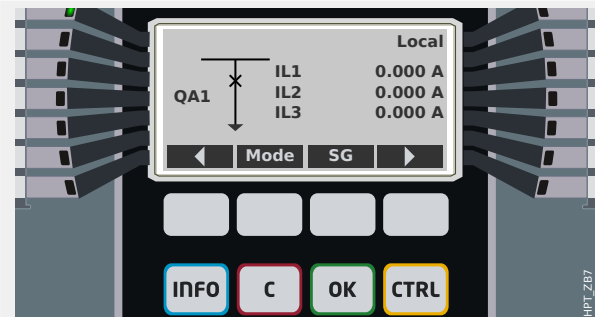 Local
IL1 0.000 A
QA1 IL2 0.000 A
IL3 0.000 A
Mode SG
INFO C OK CTRL
HPT_ZB7